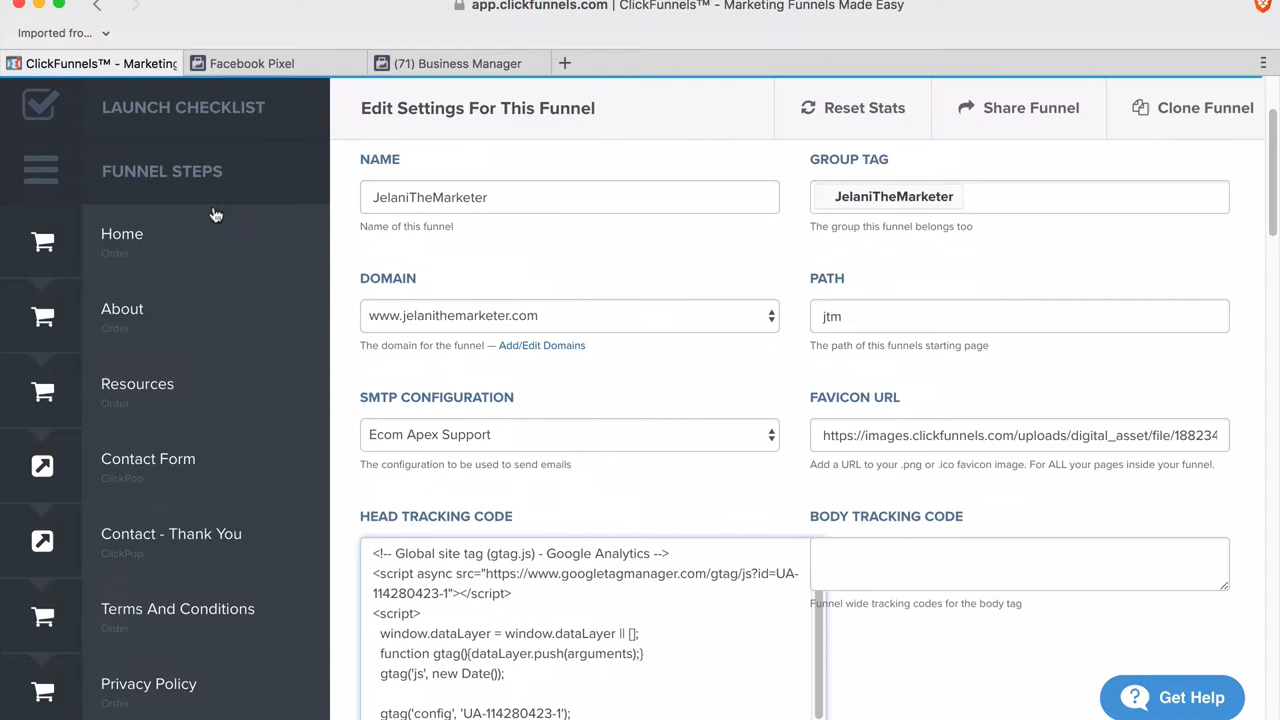 app.clickfunnels.com | ClickFunnels™ - Marketing Funnels Made Easy
Imported fro...
ClickFunnels™ - Marketing
Facebook Pixel
(71) Business Manager
LAUNCH CHECKLIST
FUNNEL STEPS
Home
Order
About
Order
Resources
Order
Contact Form
ClickPop
Contact - Thank You
ClickPop
Terms And Conditions
Order
Privacy Policy
Order
Edit Settings For This Funnel
Reset Stats
Share Funnel
Clone Funnel
NAME
JelaniTheMarketer
Name of this funnel
GROUP TAG
JelaniTheMarketer
The group this funnel belongs too
DOMAIN
www.jelanithemarketer.com
The domain for the funnel — Add/Edit Domains
PATH
jtm
The path of this funnels starting page
SMTP CONFIGURATION
Ecom Apex Support
The configuration to be used to send emails
FAVICON URL
https://images.clickfunnels.com/uploads/digital_asset/file/188234
Add a URL to your .png or .ico favicon image. For ALL your pages inside your funnel.
HEAD TRACKING CODE
<!-- Global site tag (gtag.js) - Google Analytics -->
<script async src="https://www.googletagmanager.com/gtag/js?id=UA-
114280423-1"></script>
<script>
window.dataLayer = window.dataLayer || [];
function gtag(){dataLayer.push(arguments);}
gtag('js', new Date());
gtag('config', 'UA-114280423-1');
BODY TRACKING CODE
Funnel wide tracking codes for the body tag
Get Help